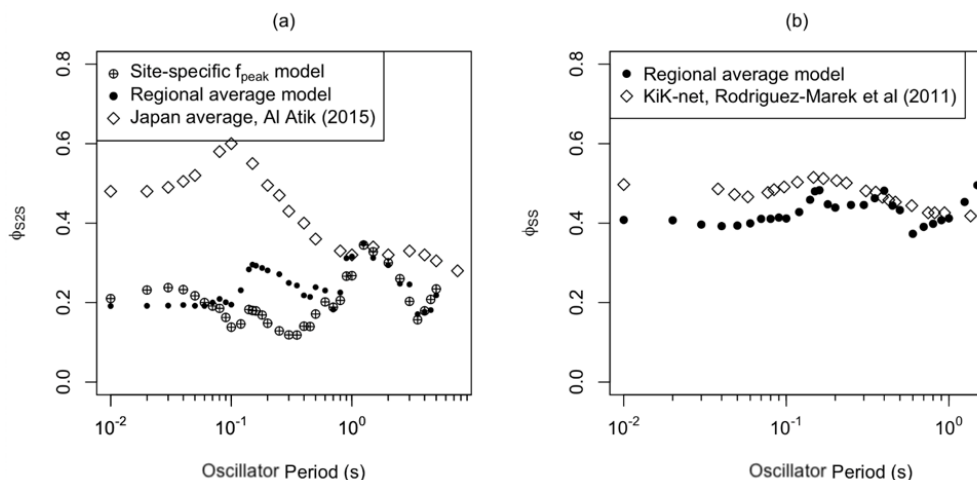 (a)
Site-specific fpeak model
Regional average model
Japan average, Al Atik (2015)
ϕS2S
0.0
0.2
0.4
0.6
0.8
10-2
10-1
100
Oscillator Period (s)
(b)
Regional average model
KiK-net, Rodriguez-Marek et al (2011)
ϕSS
0.0
0.2
0.4
0.6
0.8
10-2
10-1
100
Oscillator Period (s)